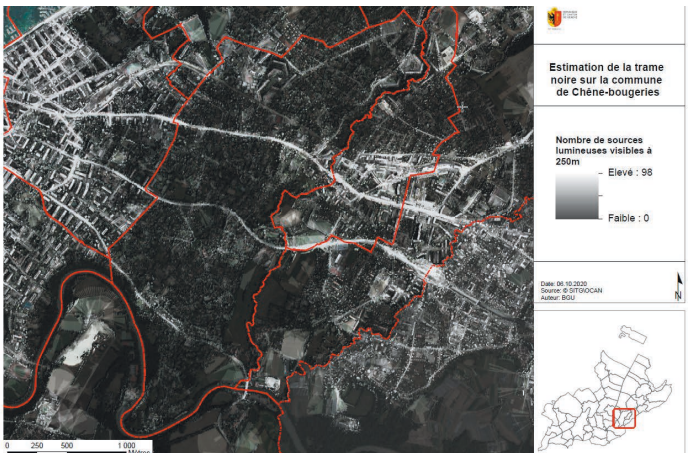 Estimation de la trame
noire sur la commune
de Chêne-bougeries
Nombre de sources
lumineuses visibles à
250m
Elevé : 98
Faible : 0
Date: 06.10.2020
Source: © SITG\OCAN
Auteur: BGU
N
0 250 500 1 000
Mètres